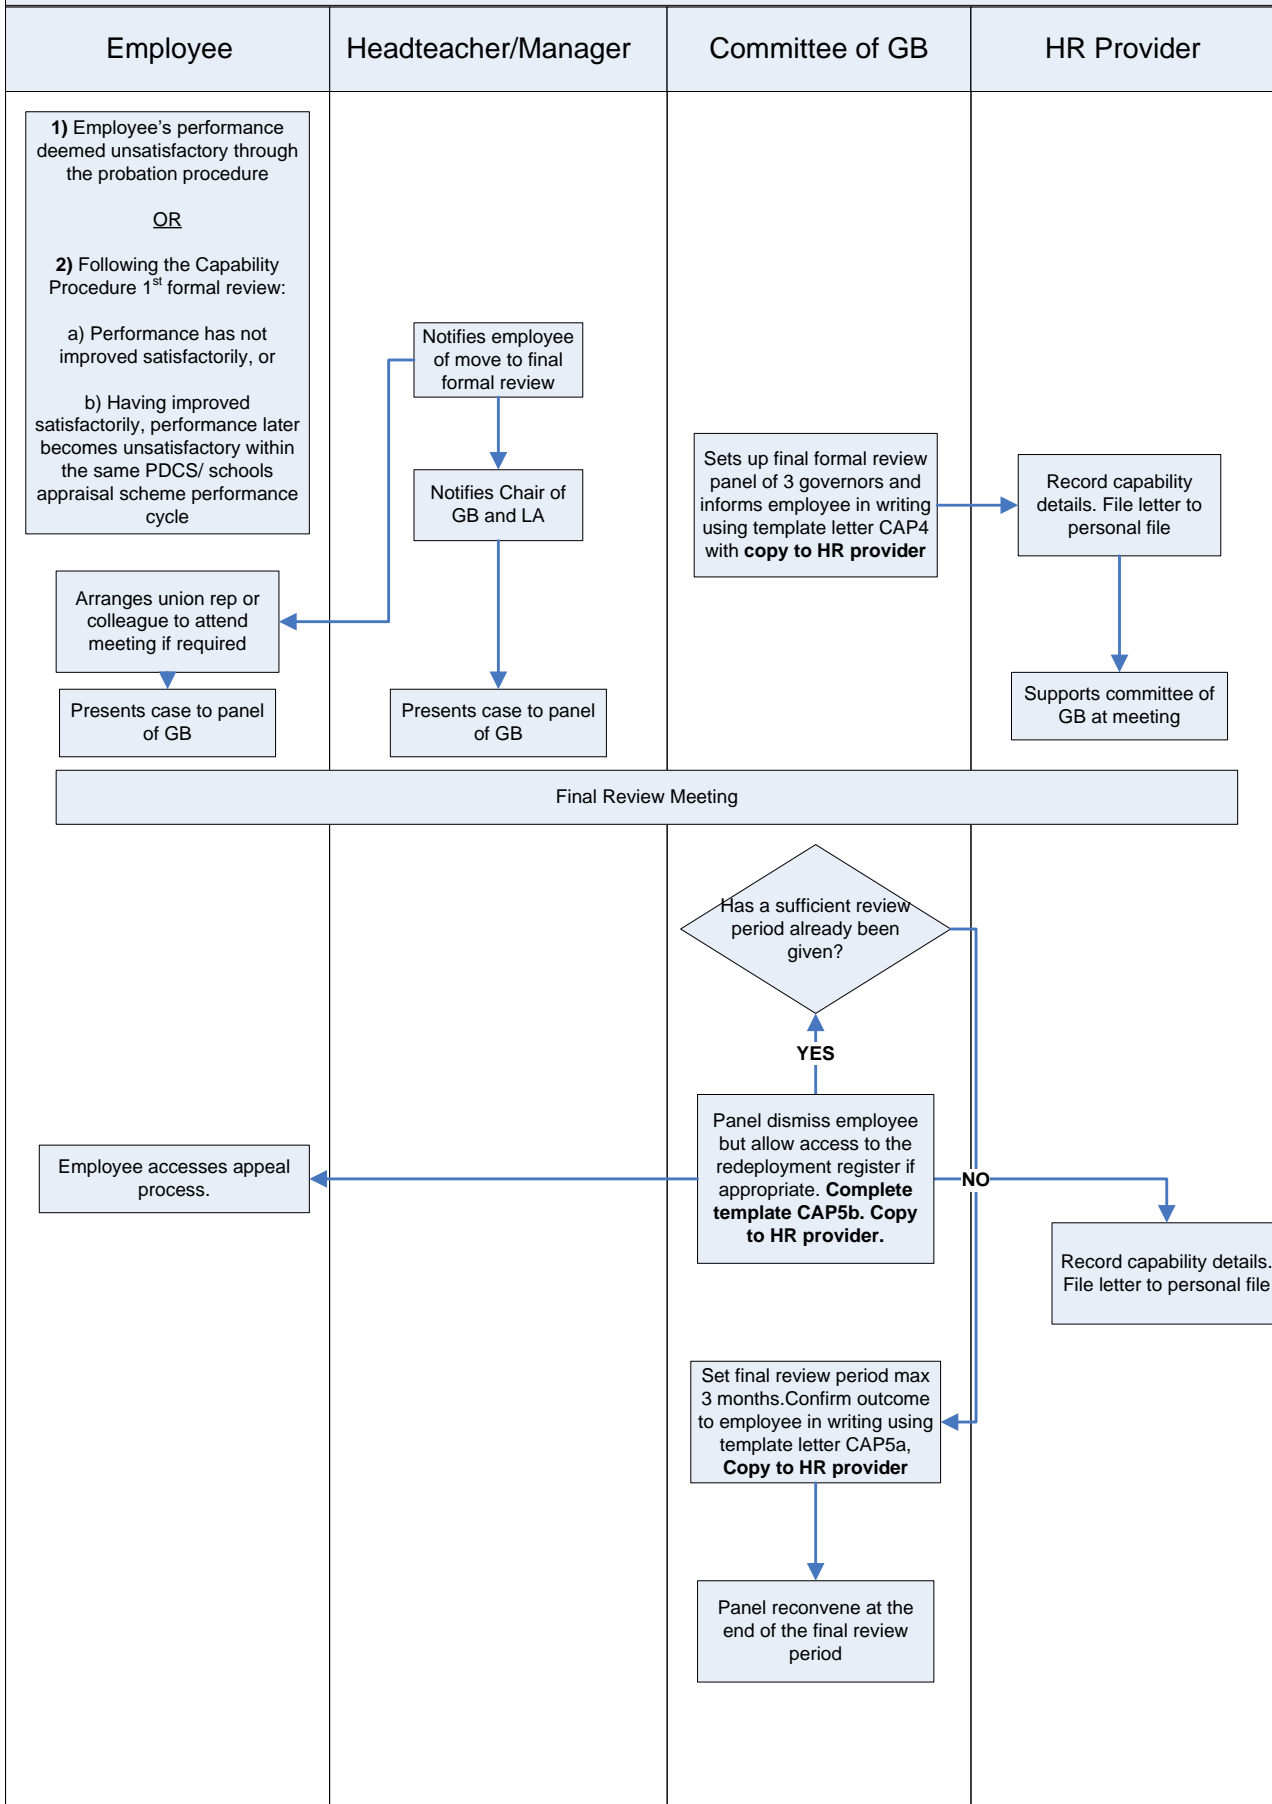 Employee
Headteacher/Manager
Committee of GB
HR Provider
1) Employee’s performance
deemed unsatisfactory through
the probation procedure
OR
2) Following the Capability
Procedure 1st formal review:
a) Performance has not
improved satisfactorily, or
b) Having improved
satisfactorily, performance later
becomes unsatisfactory within
the same PDCS/ schools
appraisal scheme performance
cycle
Notifies employee
of move to final
formal review
Notifies Chair of
GB and LA
Sets up final formal review
panel of 3 governors and
informs employee in writing
using template letter CAP4
with copy to HR provider
Record capability
details. File letter to
personal file
Arranges union rep or
colleague to attend
meeting if required
Presents case to panel
of GB
Presents case to panel
of GB
Supports committee of
GB at meeting
Final Review Meeting
Has a sufficient review
period already been
given?
YES
Panel dismiss employee
but allow access to the
redeployment register if
appropriate. Complete
template CAP5b. Copy
to HR provider.
Employee accesses appeal
process.
NO
Record capability details.
File letter to personal file
Set final review period max
3 months.Confirm outcome
to employee in writing using
template letter CAP5a,
Copy to HR provider
Panel reconvene at the
end of the final review
period